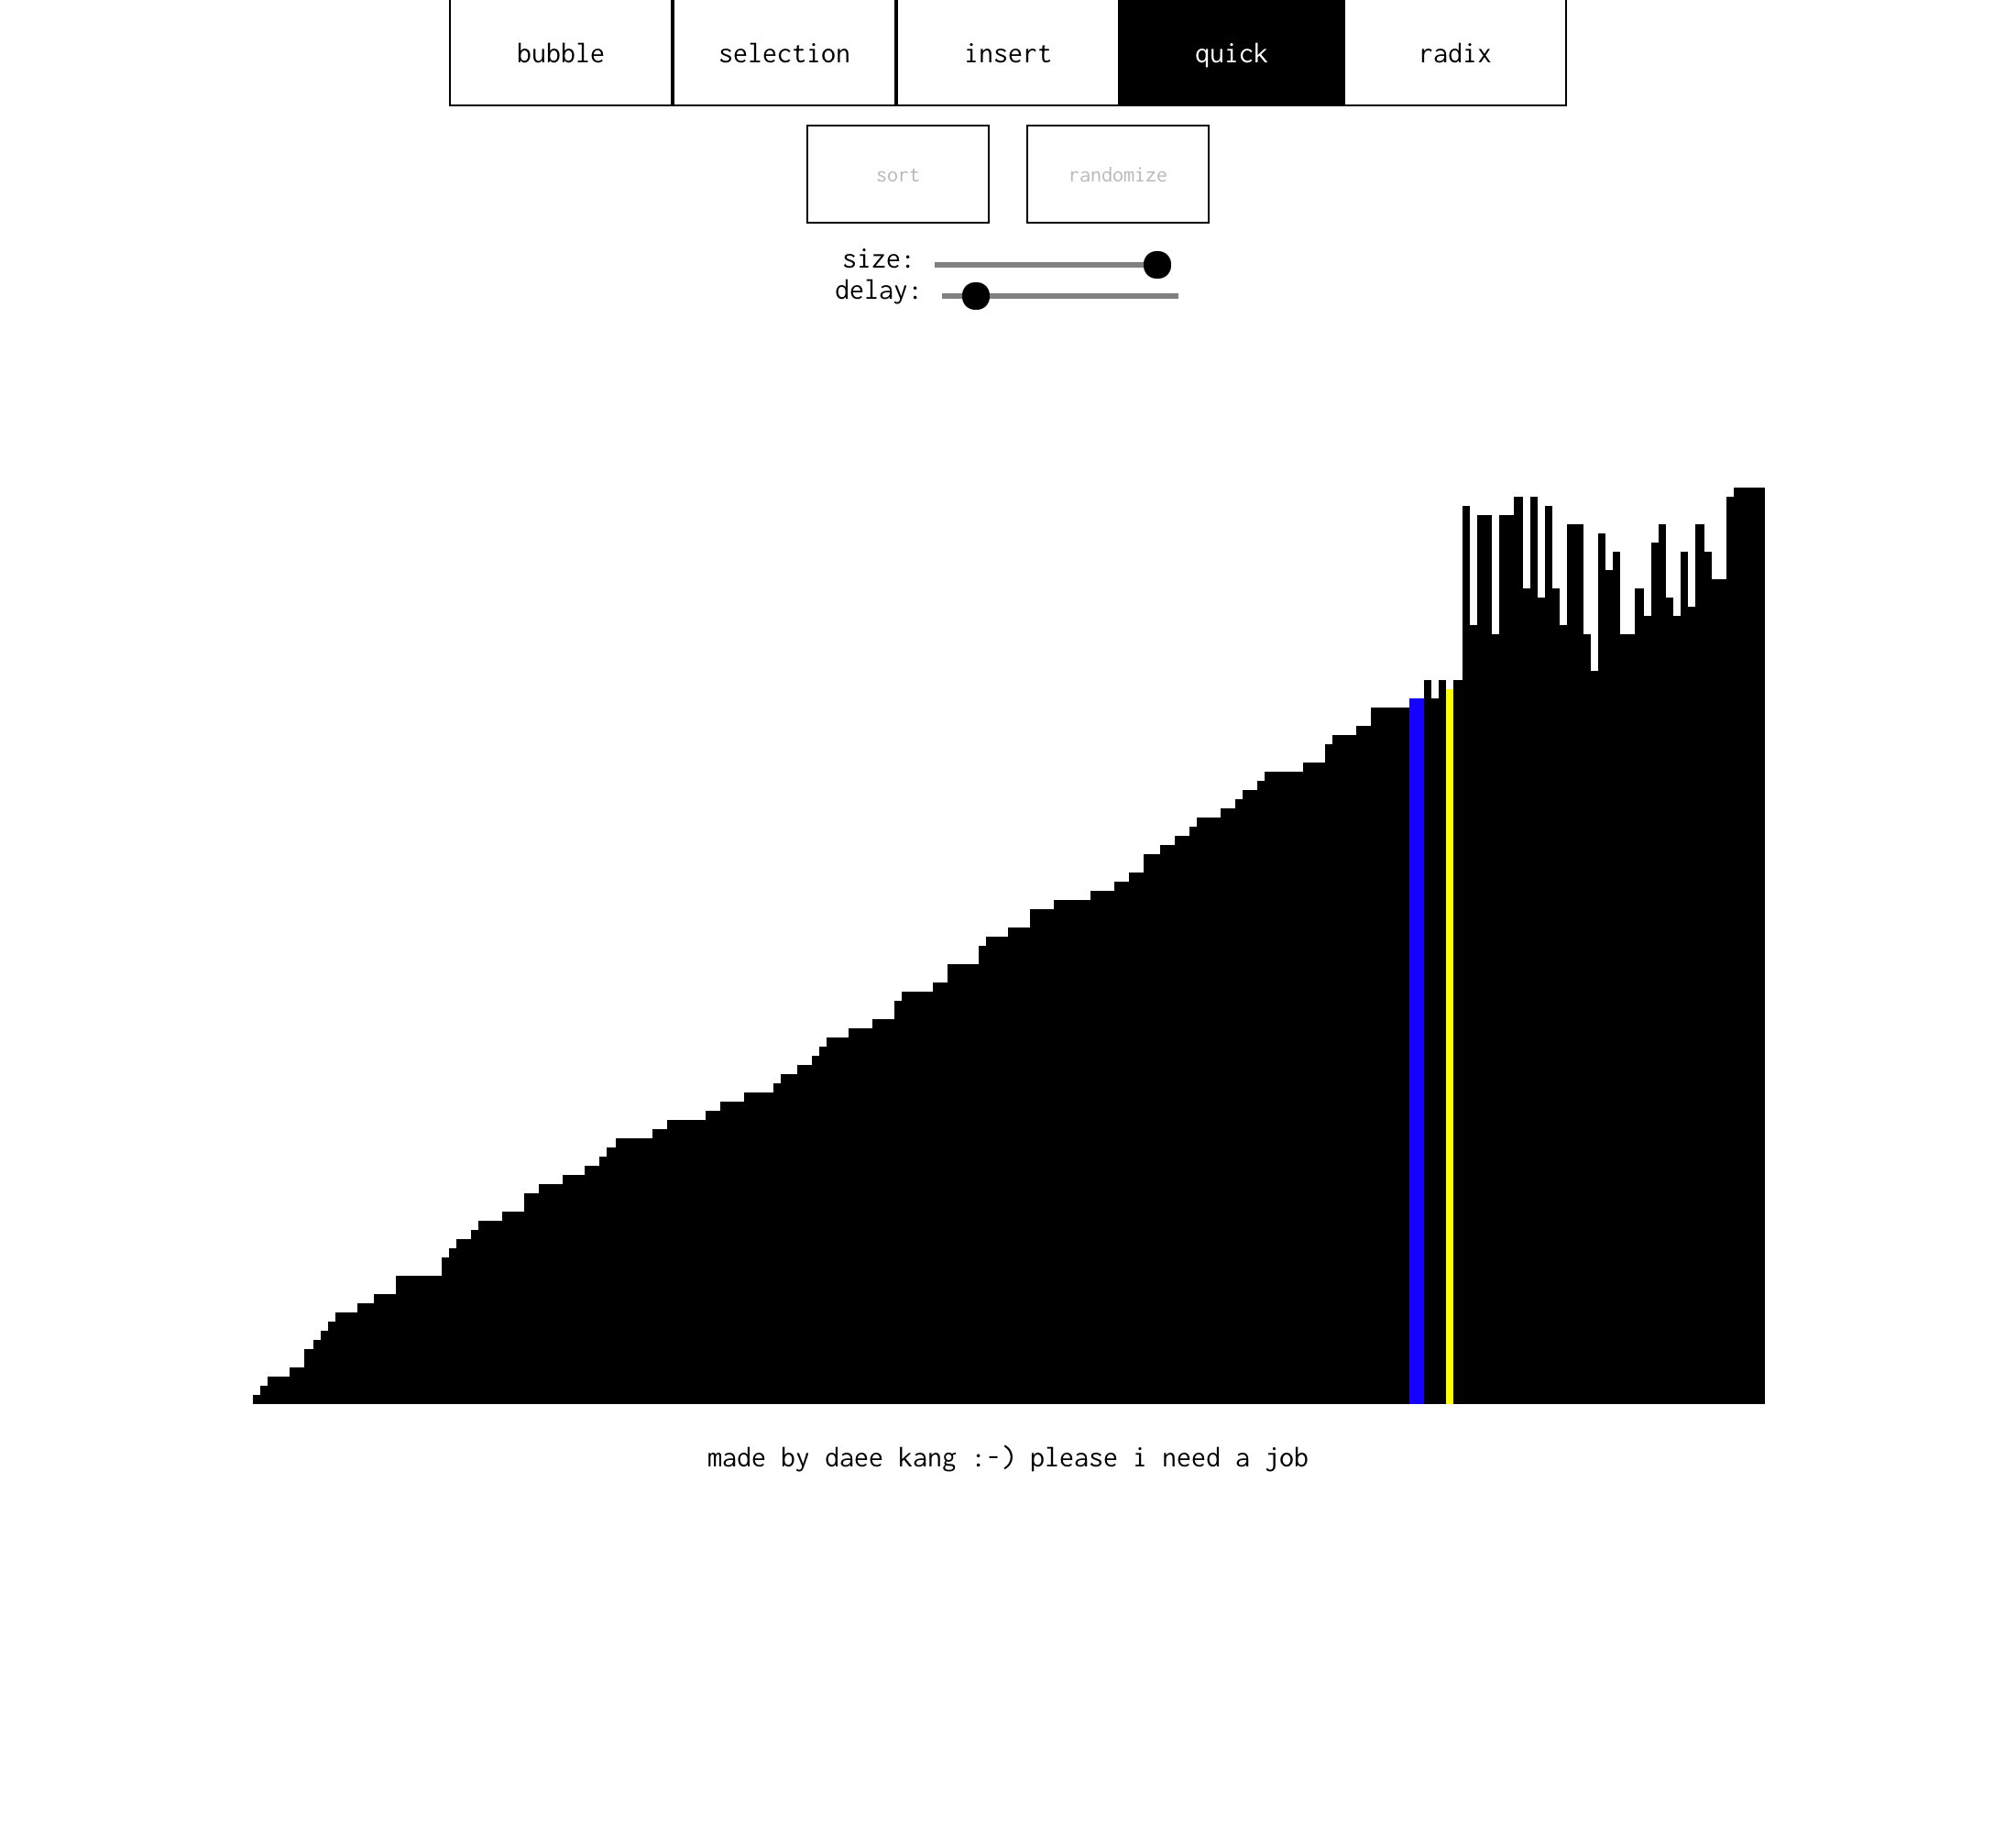 bubble selection insert quick radix
sort randomize
size:
delay:
made by daee kang :-) please i need a job